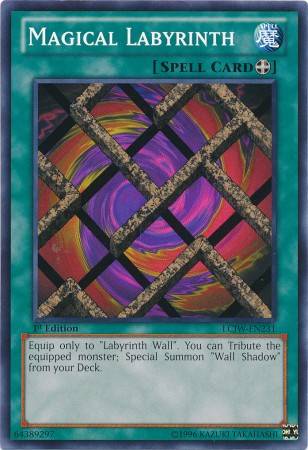 MAGICAL LABYRINTH
SPELL
魔
[SPELL CARD]
1st Edition
LCJW-EN231
Equip only to "Labyrinth Wall". You can Tribute the
equipped monster; Special Summon "Wall Shadow"
from your Deck.
64389297
©1996 KAZUKI TAKAHASHI